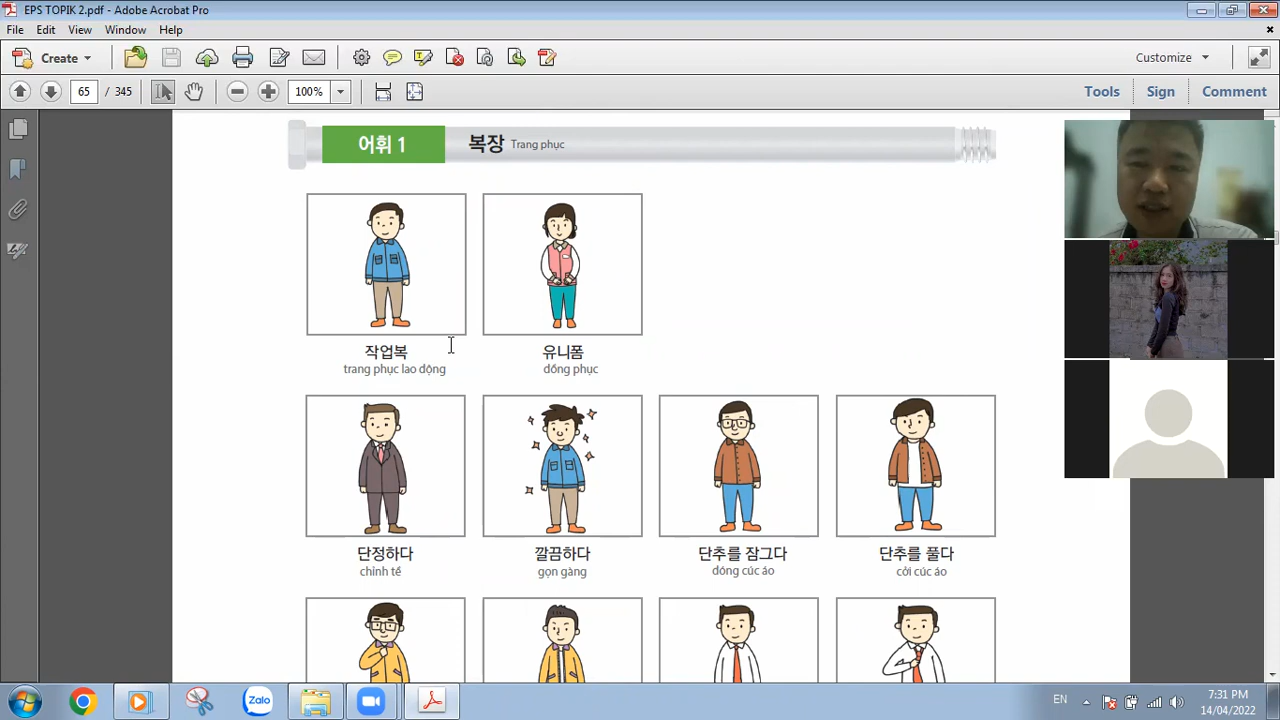 EPS TOPIK 2.pdf - Adobe Acrobat Pro
File Edit View Window Help
Create Customize
65 / 345 100% Tools Sign Comment
어휘 1 복장 Trang phục
작업복 유니폼
trang phục lao động đồng phục
단정하다 깔끔하다 단추를 잠그다 단추를 풀다
chỉnh tề gọn gàng đóng cúc áo cởi cúc áo
Zalo
EN 7:31 PM
14/04/2022